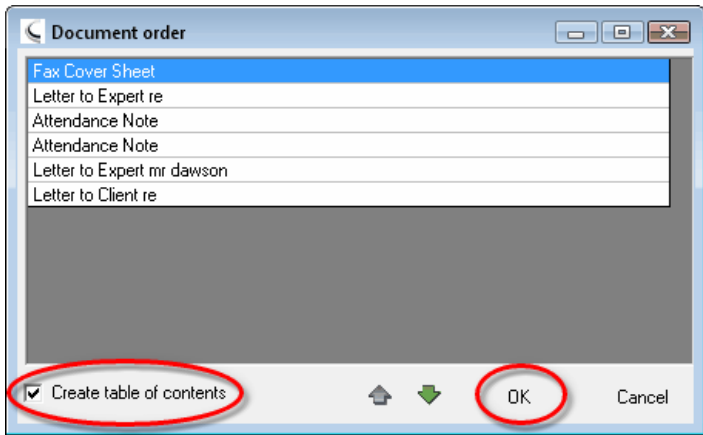 Document order
Fax Cover Sheet
Letter to Expert re
Attendance Note
Attendance Note
Letter to Expert mr dawson
Letter to Client re
Create table of contents
OK
Cancel